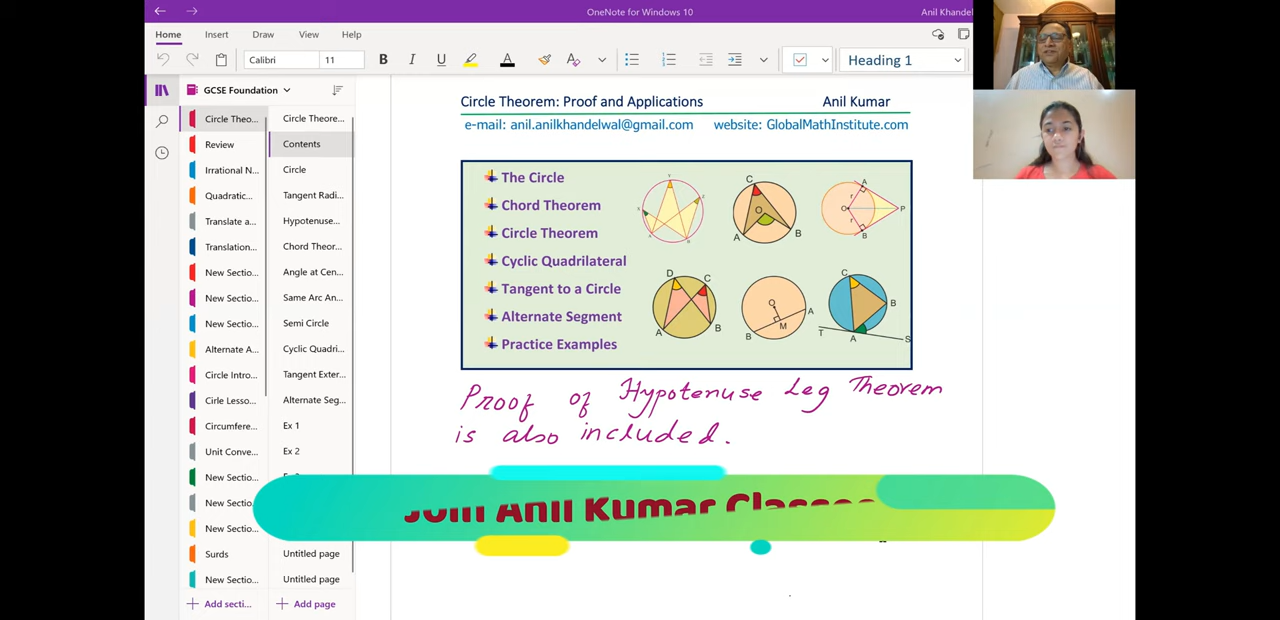 OneNote for Windows 10
Anil Khandel
Home Insert Draw View Help
Calibri 11 B I U A Heading 1
GCSE Foundation
Circle Theo...
Review
Irrational N...
Quadratic...
Translate a...
Translation...
New Sectio...
New Sectio...
New Sectio...
Alternate A...
Circle Intro...
Cirle Lesso...
Circumfere...
Unit Conve...
New Sectio...
New Sectio...
New Sectio...
Surds
New Sectio...
Add secti...
Circle Theore...
Contents
Circle
Tangent Radi...
Hypotenuse...
Chord Theor...
Angle at Cen...
Same Arc An...
Semi Circle
Cyclic Quadri...
Tangent Exter...
Alternate Seg...
Ex 1
Ex 2
Untitled page
Untitled page
Add page
Circle Theorem: Proof and Applications Anil Kumar
e-mail: anil.anilkhandelwal@gmail.com website: GlobalMathInstitute.com
The Circle
Chord Theorem
Circle Theorem
Cyclic Quadrilateral
Tangent to a Circle
Alternate Segment
Practice Examples
C
O
A B
A
r
O P
r
B
D C
A B
O
A
M
B
C
B
T A S
Proof of Hypotenuse Leg Theorem
is also included.
Join Anil Kumar Classes